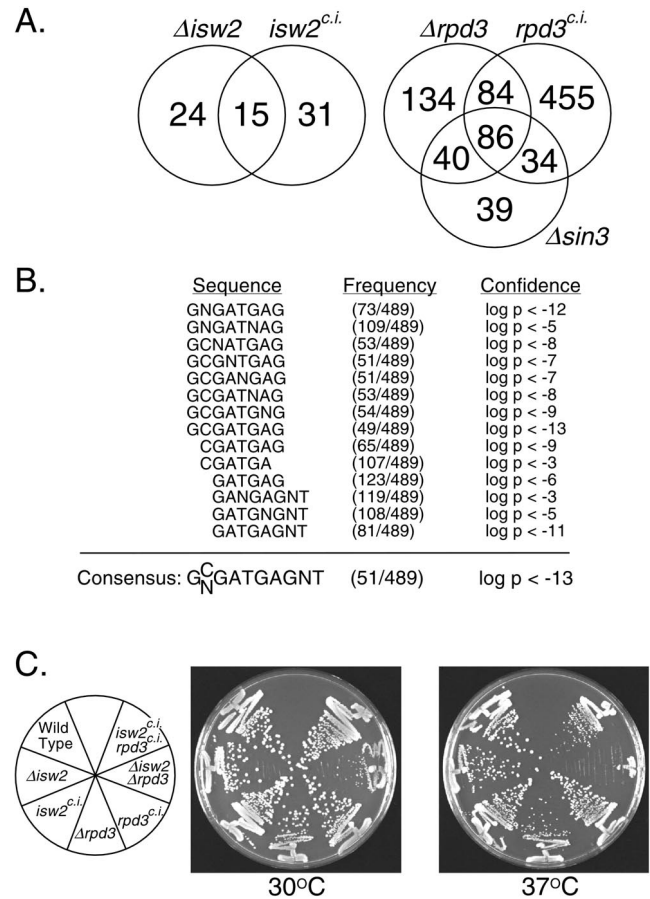 A.
Δisw2 isw2c.i. Δrpd3 rpd3c.i.
24 15 31 134 84 455
86
40 34
39
Δsin3
B.
Sequence Frequency Confidence
GNGATGAG (73/489) log p < -12
GNGATNAG (109/489) log p < -5
GCNATGAG (53/489) log p < -8
GCGNTGAG (51/489) log p < -7
GCGANGAG (51/489) log p < -7
GCGATNAG (53/489) log p < -8
GCGATGNG (54/489) log p < -9
GCGATGAG (49/489) log p < -13
CGATGAG (65/489) log p < -9
CGATGA (107/489) log p < -3
GATGAG (123/489) log p < -6
GANGAGNT (119/489) log p < -3
GATGNGNT (108/489) log p < -5
GATGAGNT (81/489) log p < -11
Consensus: GC/NGATGAGNT (51/489) log p < -13
C.
Wild
Type
isw2c.i.
rpd3c.i.
Δisw2
Δisw2
Δrpd3
isw2c.i.
Δrpd3
rpd3c.i.
30oC 37oC